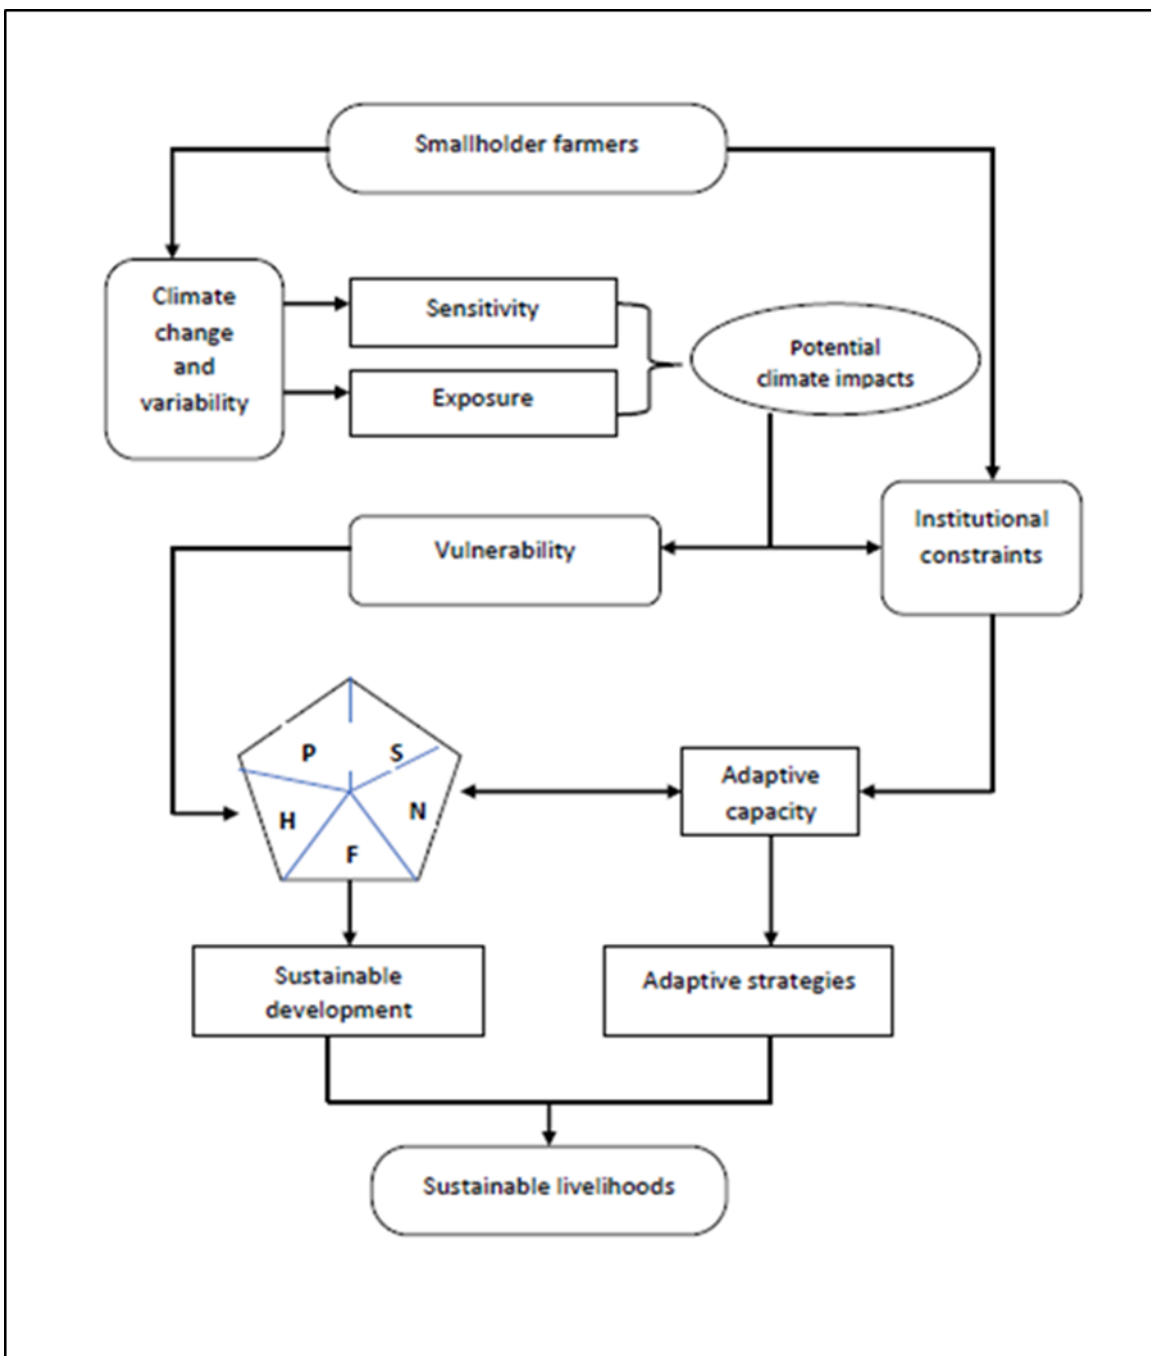 Smallholder farmers
Climate
change
and
variability
Sensitivity
Exposure
Potential
climate impacts
Institutional
constraints
Vulnerability
P
S
H
N
F
Adaptive
capacity
Sustainable
development
Adaptive strategies
Sustainable livelihoods